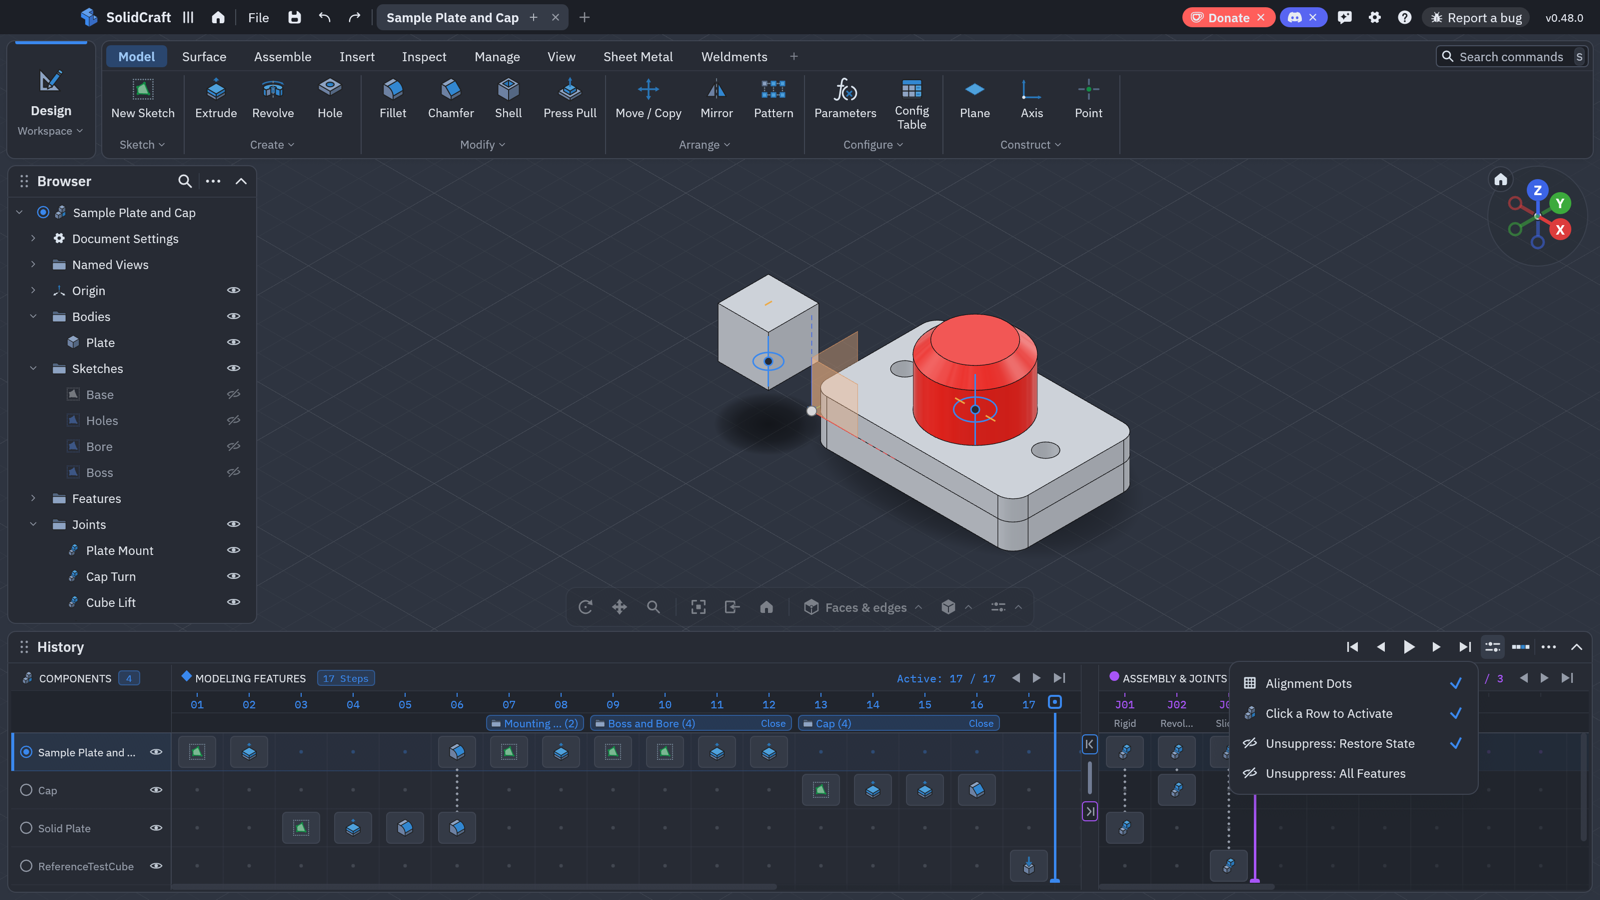 SolidCraft
File
Sample Plate and Cap
Donate
Report a bug
v0.48.0
Design
Workspace
Model
Surface
Assemble
Insert
Inspect
Manage
View
Sheet Metal
Weldments
Search commands
S
New Sketch
Extrude
Revolve
Hole
Fillet
Chamfer
Shell
Press Pull
Move / Copy
Mirror
Pattern
Parameters
Config
Table
Plane
Axis
Point
Sketch
Create
Modify
Arrange
Configure
Construct
Browser
Sample Plate and Cap
Document Settings
Named Views
Origin
Bodies
Plate
Sketches
Base
Holes
Bore
Boss
Features
Joints
Plate Mount
Cap Turn
Cube Lift
Z
Y
X
Faces & edges
History
COMPONENTS 4
MODELING FEATURES 17 Steps
Active: 17 / 17
ASSEMBLY & JOINTS
/ 3
01 02 03 04 05 06 07 08 09 10 11 12 13 14 15 16 17
J01 J02
Mounting ... (2)
Boss and Bore (4) Close
Cap (4) Close
Rigid Revol...
Sample Plate and ...
Cap
Solid Plate
ReferenceTestCube
Alignment Dots
Click a Row to Activate
Unsuppress: Restore State
Unsuppress: All Features